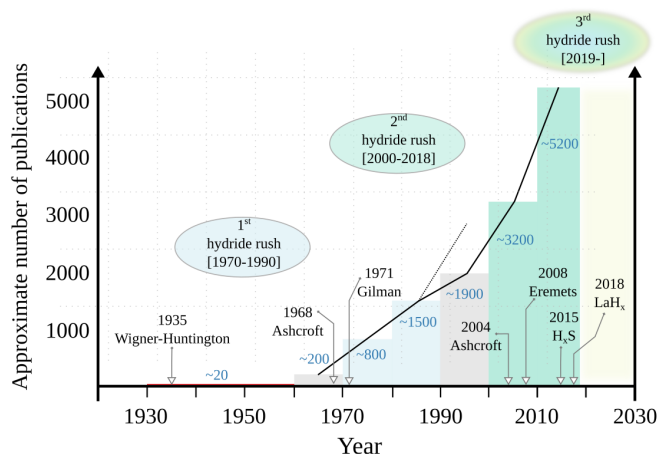 3rd
hydride rush
[2019-]
5000
4000
3000
2000
1000
Approximate number of publications
2nd
hydride rush
[2000-2018]
1st
hydride rush
[1970-1990]
~5200
~3200
~1900
~1500
~800
~200
~20
1935
Wigner-Huntington
1968
Ashcroft
1971
Gilman
2004
Ashcroft
2008
Eremets
2015
HxS
2018
LaHx
1930
1950
1970
1990
2010
2030
Year